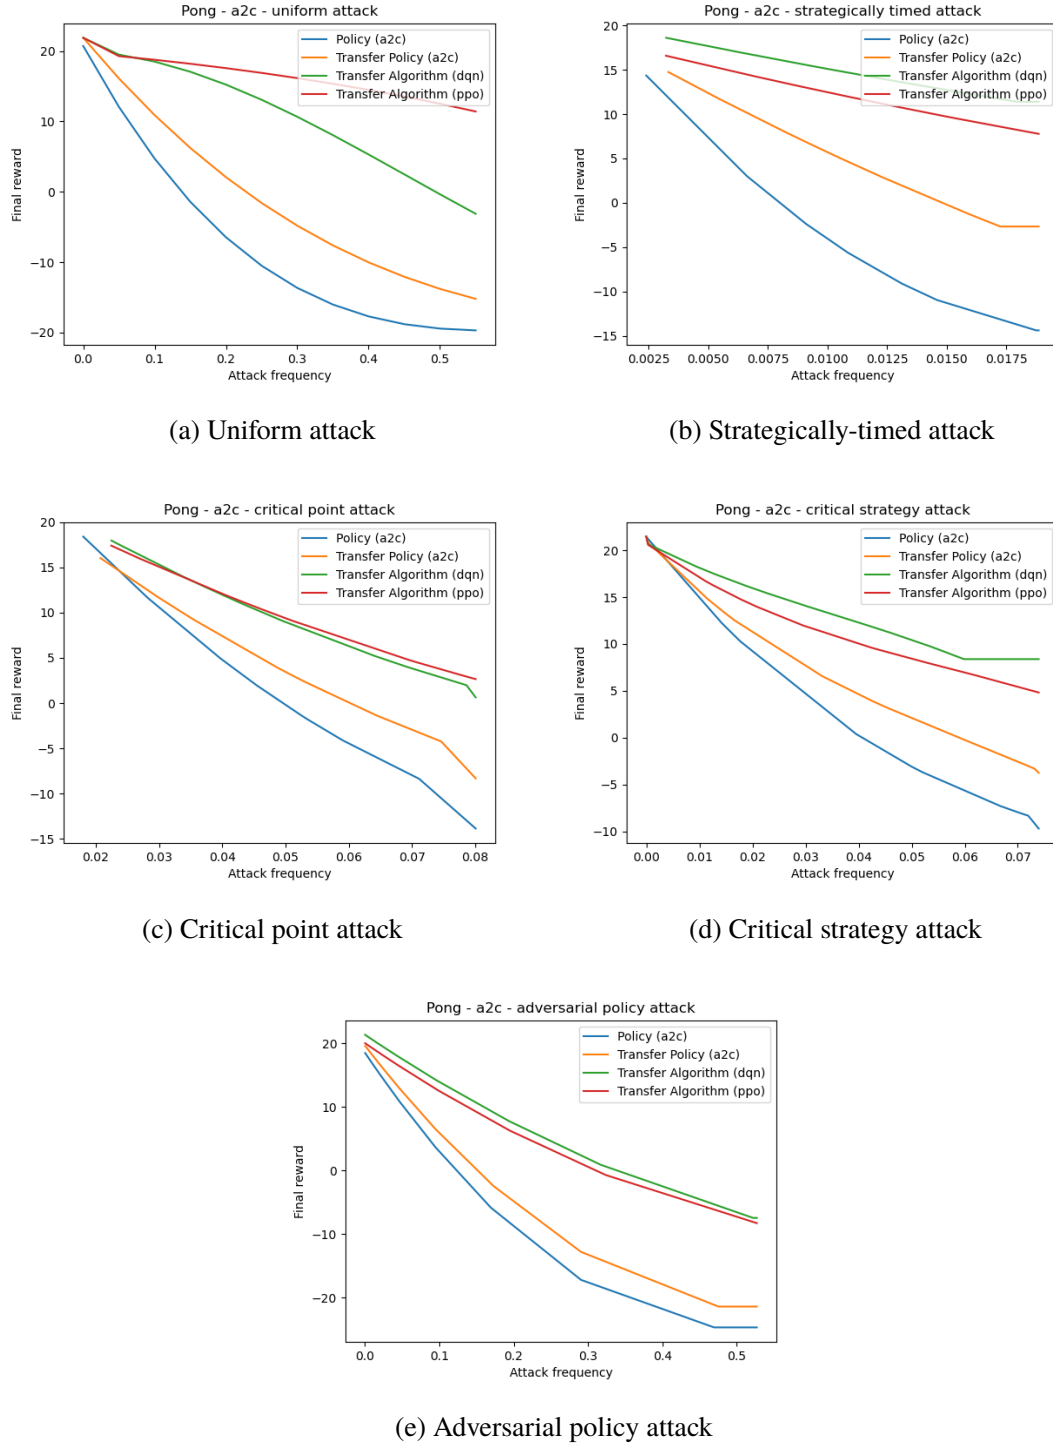 Pong - a2c - uniform attack
20
10
0
−10
−20
0.0 0.1 0.2 0.3 0.4 0.5
Final reward
Attack frequency
Policy (a2c)
Transfer Policy (a2c)
Transfer Algorithm (dqn)
Transfer Algorithm (ppo)
(a) Uniform attack
Pong - a2c - strategically timed attack
20
15
10
5
0
−5
−10
−15
0.0025 0.0050 0.0075 0.0100 0.0125 0.0150 0.0175
Final reward
Attack frequency
Policy (a2c)
Transfer Policy (a2c)
Transfer Algorithm (dqn)
Transfer Algorithm (ppo)
(b) Strategically-timed attack
Pong - a2c - critical point attack
20
15
10
5
0
−5
−10
−15
0.02 0.03 0.04 0.05 0.06 0.07 0.08
Final reward
Attack frequency
Policy (a2c)
Transfer Policy (a2c)
Transfer Algorithm (dqn)
Transfer Algorithm (ppo)
(c) Critical point attack
Pong - a2c - critical strategy attack
20
15
10
5
0
−5
−10
0.00 0.01 0.02 0.03 0.04 0.05 0.06 0.07
Final reward
Attack frequency
Policy (a2c)
Transfer Policy (a2c)
Transfer Algorithm (dqn)
Transfer Algorithm (ppo)
(d) Critical strategy attack
Pong - a2c - adversarial policy attack
20
10
0
−10
−20
0.0 0.1 0.2 0.3 0.4 0.5
Final reward
Attack frequency
Policy (a2c)
Transfer Policy (a2c)
Transfer Algorithm (dqn)
Transfer Algorithm (ppo)
(e) Adversarial policy attack